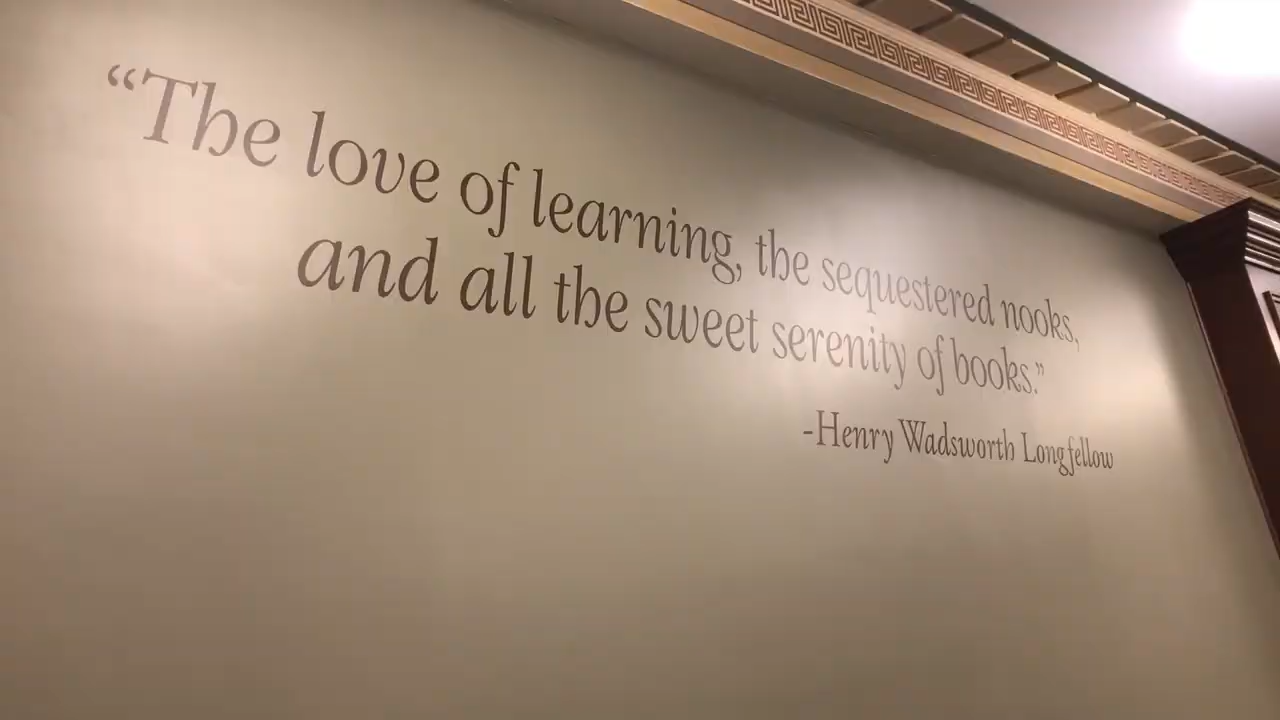 “The love of learning, the sequestered nooks,
and all the sweet serenity of books.”
-Henry Wadsworth Longfellow